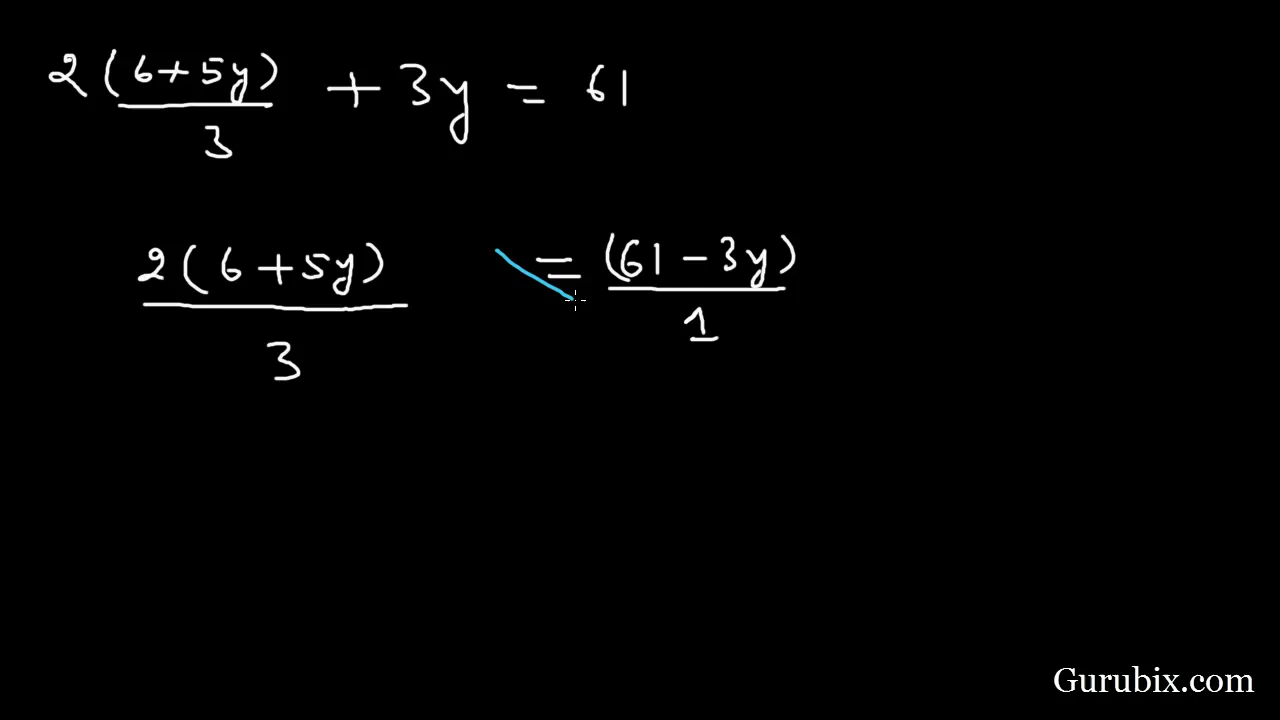 2(6+5y)/3 + 3y = 61
2(6+5y)/3 = (61-3y)/1
Gurubix.com